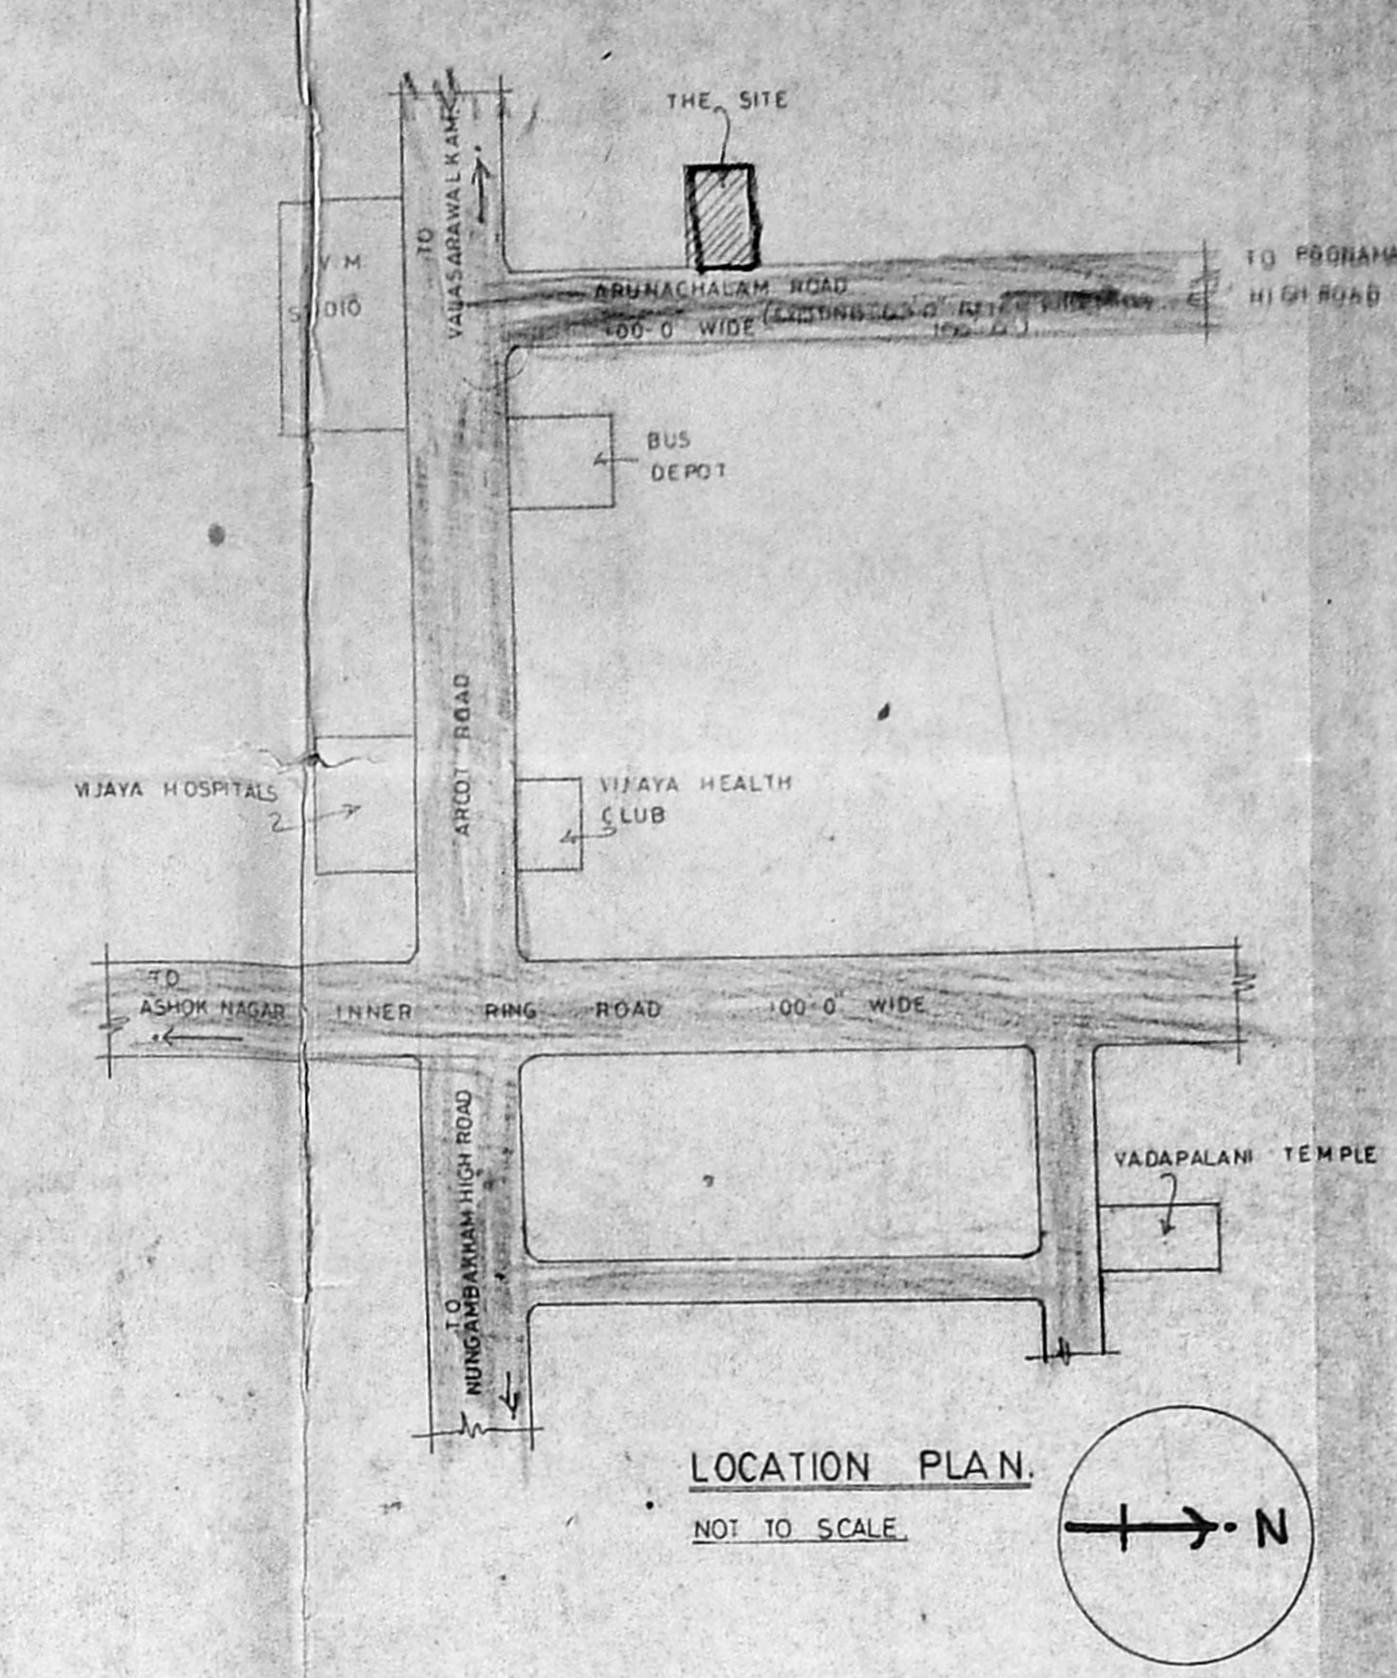 THE SITE
TO
VALASARAWALKAM.
V M
S DIO
TO POONAMA
HIGH ROAD
ARUNACHALAM ROAD
100-0" WIDE
BUS
DEPOT
ARCOT ROAD
VIJAYA HOSPITALS
VIJAYA HEALTH
CLUB
TO
ASHOK NAGAR
INNER RING ROAD 100-0" WIDE
TO
NUNGAMBAKKAM HIGH ROAD
VADAPALANI TEMPLE
LOCATION PLAN.
NOT TO SCALE.
N